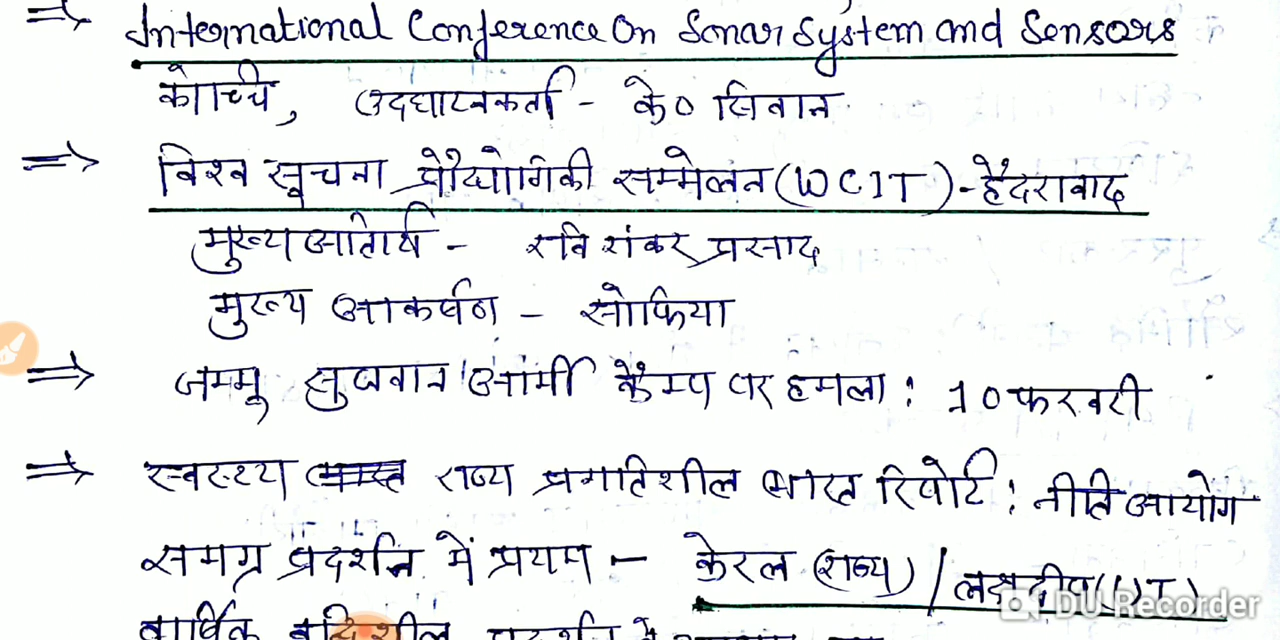 => International Conference On Sonar System and Sensors
कोच्चि, उदघाटनकर्ता - के० सिवान
=> विश्व सूचना प्रौद्योगिकी सम्मेलन (WCIT) - हैदरावाद
मुख्य अतिथि - रवि शंकर प्रसाद
मुख्य आकर्षण - सोफिया
=> जम्मू सुजवान आर्मी कैम्प पर हमला : 10 फरवरी
=> स्वस्थ्य राज्य प्रगतिशील भारत रिपोर्ट : नीति आयोग
समग्र प्रदर्शन में प्रथम - केरल (राज्य) / लक्षद्वीप (UT)
DU Recorder
वार्षिक